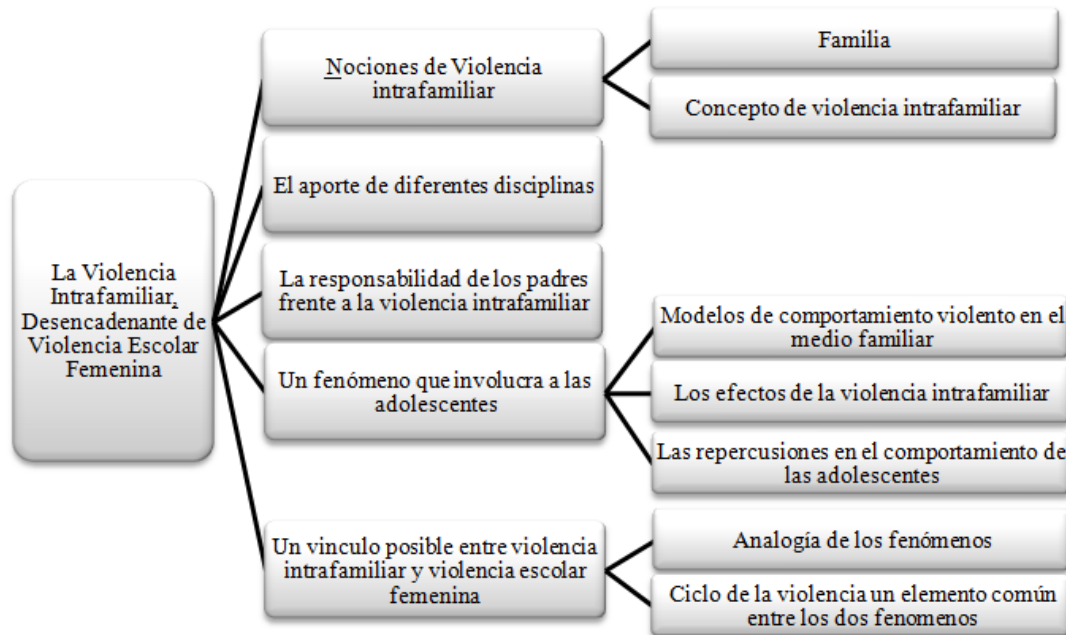 La Violencia
Intrafamiliar,
Desencadenante de
Violencia Escolar
Femenina
Nociones de Violencia
intrafamiliar
Familia
Concepto de violencia intrafamiliar
El aporte de diferentes disciplinas
La responsabilidad de los padres
frente a la violencia intrafamiliar
Un fenómeno que involucra a las
adolescentes
Modelos de comportamiento violento en el
medio familiar
Los efectos de la violencia intrafamiliar
Las repercusiones en el comportamiento de
las adolescentes
Un vinculo posible entre violencia
intrafamiliar y violencia escolar
femenina
Analogía de los fenómenos
Ciclo de la violencia un elemento común
entre los dos fenomenos